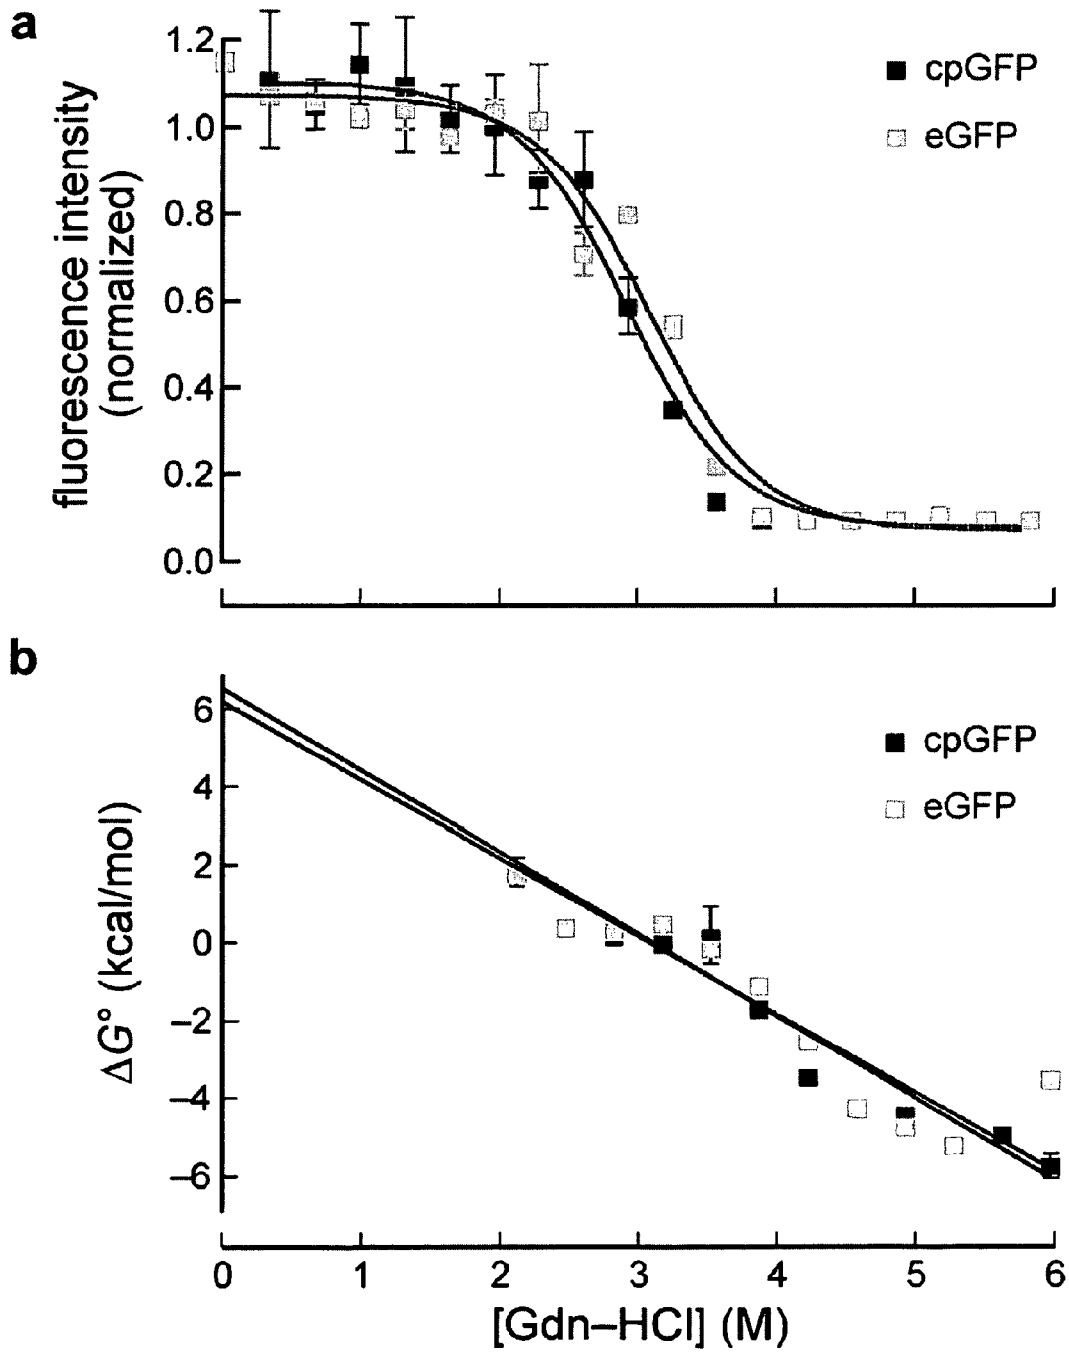 a
fluorescence intensity
(normalized)
1.2
1.0
0.8
0.6
0.4
0.2
0.0
cpGFP
eGFP
b
ΔG° (kcal/mol)
6
4
2
0
–2
–4
–6
cpGFP
eGFP
0 1 2 3 4 5 6
[Gdn–HCl] (M)